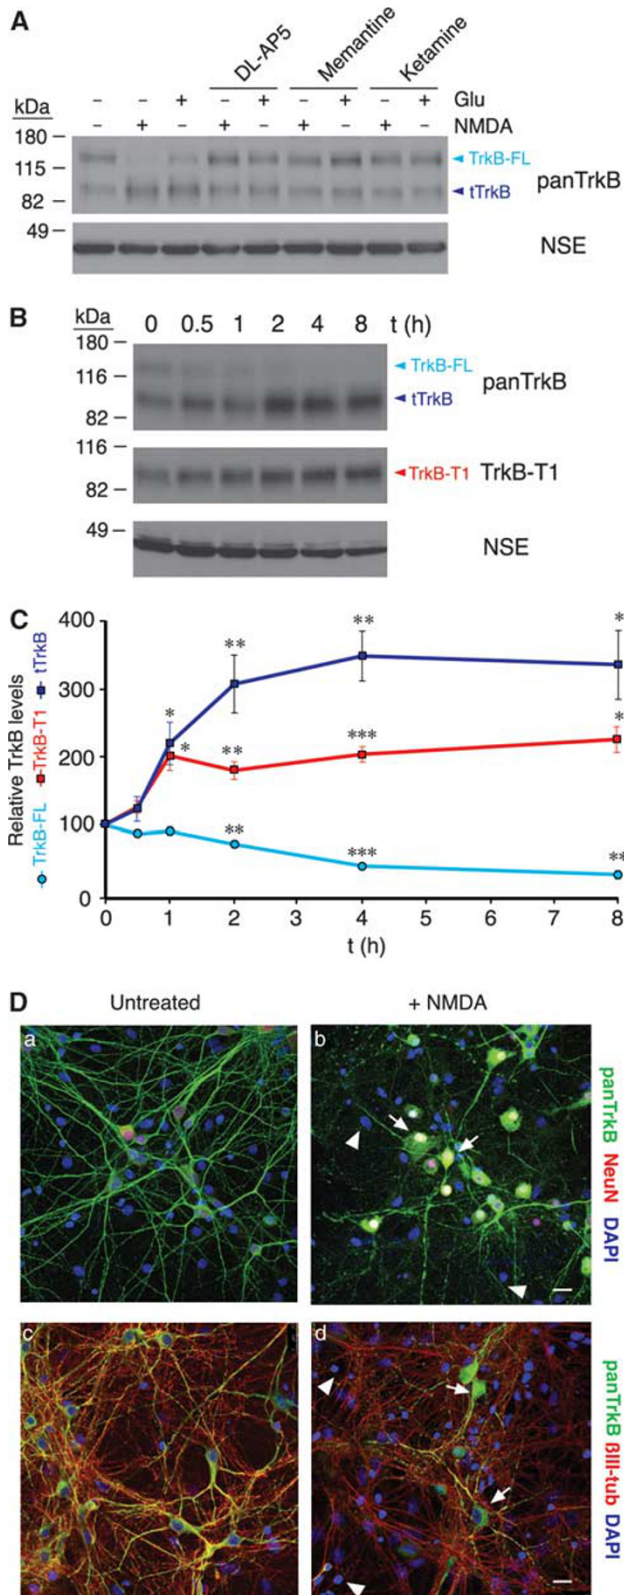 A
DL-AP5 Memantine Ketamine
kDa
– – + – + – + – + Glu
– + – + – + – + – NMDA
180
115
82
49
TrkB-FL
tTrkB
panTrkB
NSE
B
kDa 0 0.5 1 2 4 8 t (h)
180
116
82
TrkB-FL
tTrkB
panTrkB
116
82
TrkB-T1 TrkB-T1
49
NSE
C
Relative TrkB levels
TrkB-FL TrkB-T1 tTrkB
400
300
200
100
0
* ** ** *
* ** *** *
** *** **
0 1 2 3 4 5 6 7 8
t (h)
D
Untreated + NMDA
a b
panTrkB NeuN DAPI
c d
panTrkB ßIII-tub DAPI